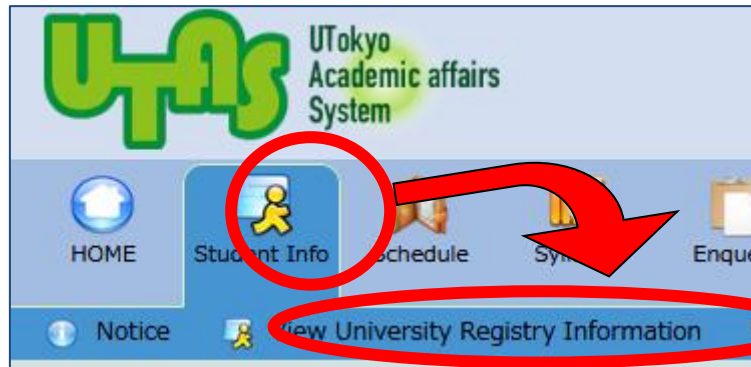 UTAS
UTokyo
Academic affairs
System
HOME
Student Info
Schedule
Notice
View University Registry Information